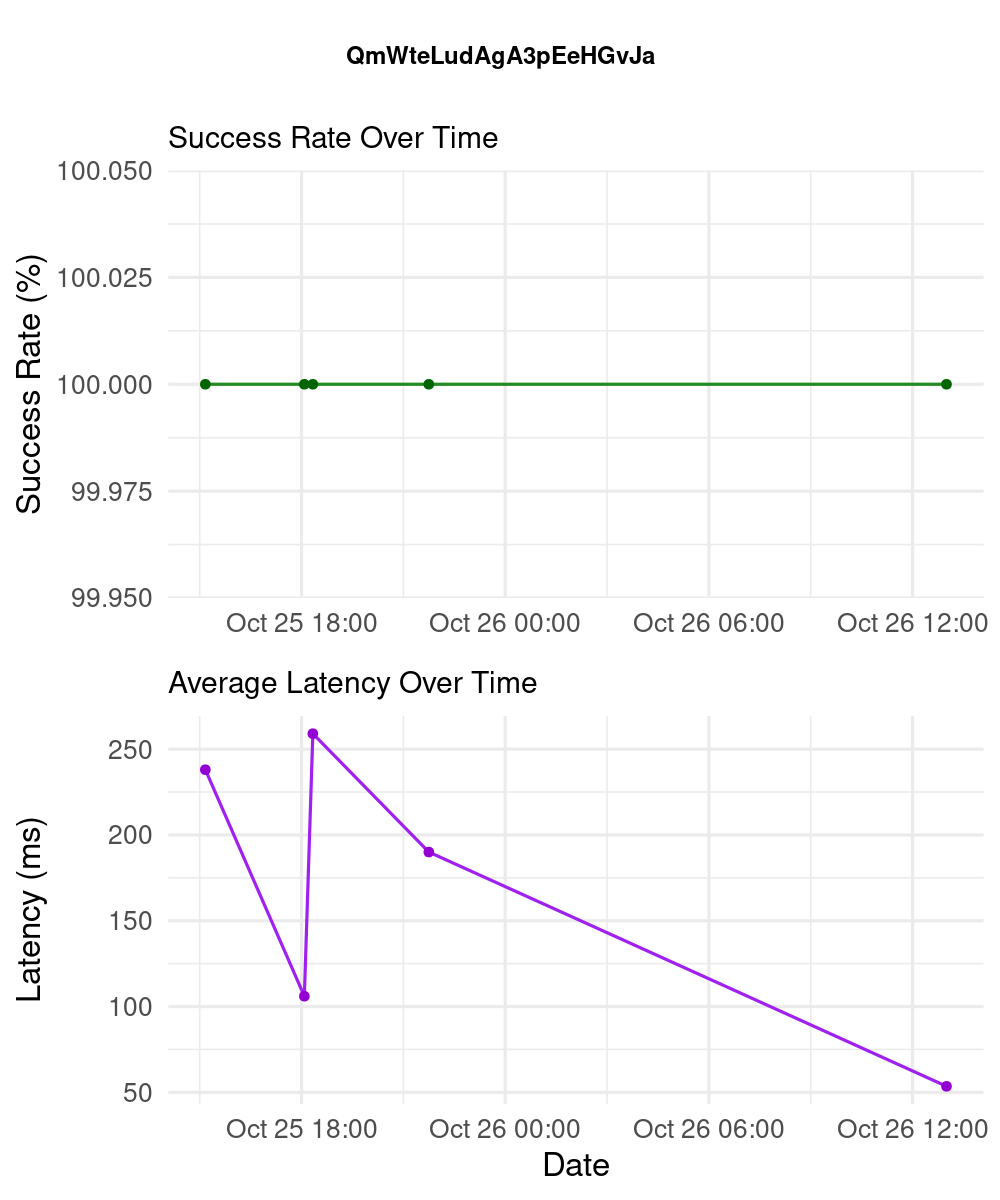 QmWteLudAgA3pEeHGvJa
Success Rate Over Time
Success Rate (%)
100.050
100.025
100.000
99.975
99.950
Oct 25 18:00 Oct 26 00:00 Oct 26 06:00 Oct 26 12:00
Average Latency Over Time
Latency (ms)
250
200
150
100
50
Oct 25 18:00 Oct 26 00:00 Oct 26 06:00 Oct 26 12:00
Date